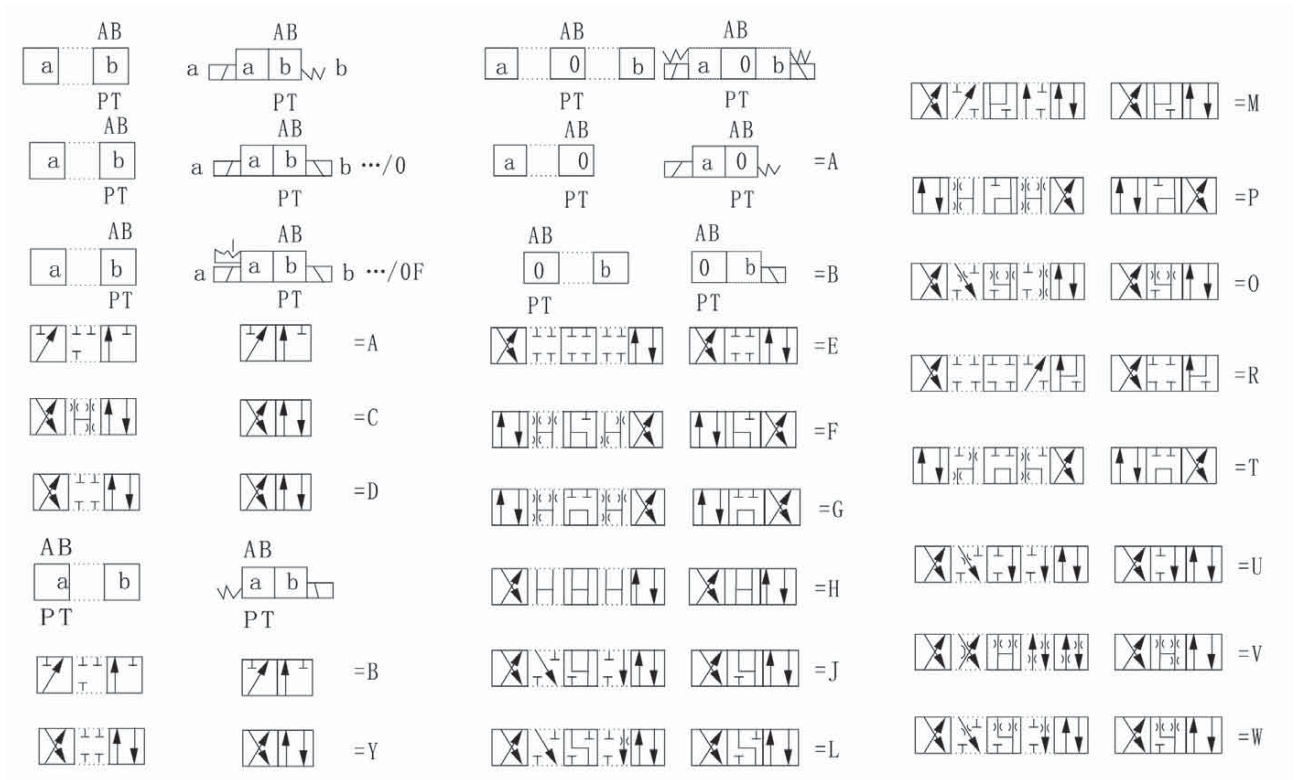 AB
a b
PT
AB
a a b b
PT
AB
a b
PT
AB
a a b b …/0
PT
AB
a b
PT
AB
a a b b …/0F
PT
=A
=C
=D
AB
a b
PT
AB
a b
PT
=B
=Y
AB
a 0 b
PT
AB
a 0 b
PT
AB
a 0
PT
AB
a 0 =A
PT
AB
0 b
PT
AB
0 b =B
PT
=E
=F
=G
=H
=J
=L
=M
=P
=O
=R
=T
=U
=V
=W